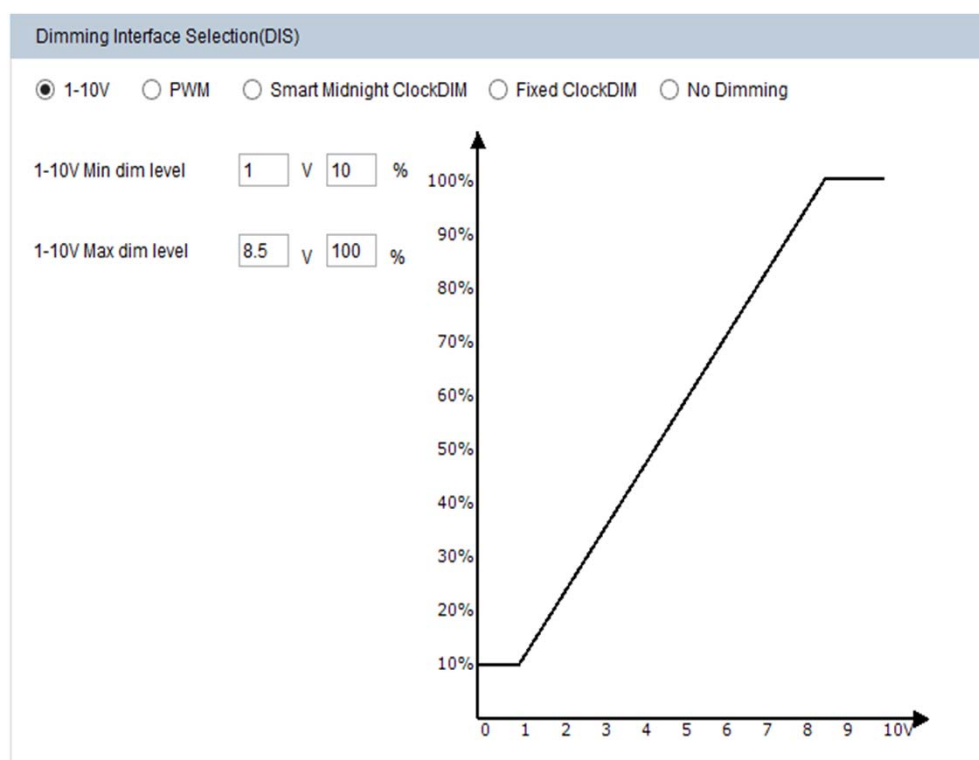 Dimming Interface Selection(DIS)
1-10V PWM Smart Midnight ClockDIM Fixed ClockDIM No Dimming
1-10V Min dim level 1 V 10 %
1-10V Max dim level 8.5 V 100 %
100%
90%
80%
70%
60%
50%
40%
30%
20%
10%
0 1 2 3 4 5 6 7 8 9 10V